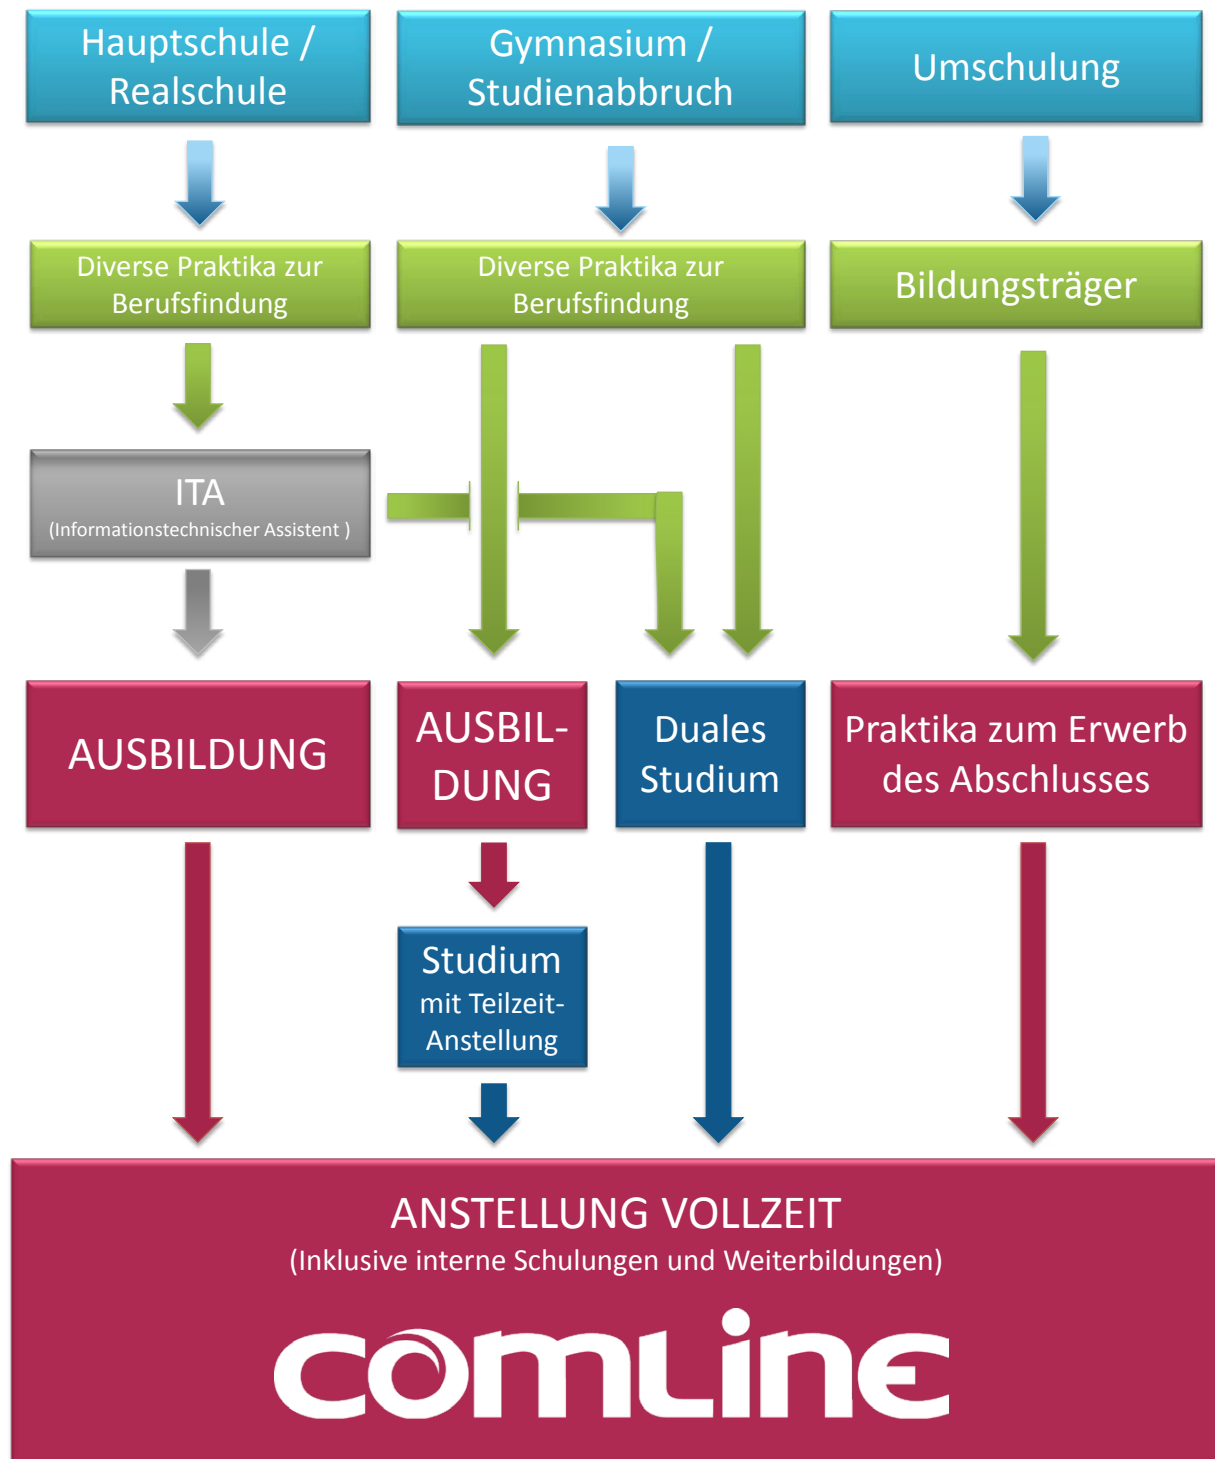 Hauptschule /
Realschule
Gymnasium /
Studienabbruch
Umschulung
Diverse Praktika zur
Berufsfindung
Diverse Praktika zur
Berufsfindung
Bildungsträger
ITA
(Informationstechnischer Assistent )
AUSBILDUNG
AUSBIL-
DUNG
Duales
Studium
Praktika zum Erwerb
des Abschlusses
Studium
mit Teilzeit-
Anstellung
ANSTELLUNG VOLLZEIT
(Inklusive interne Schulungen und Weiterbildungen)
COMLINE